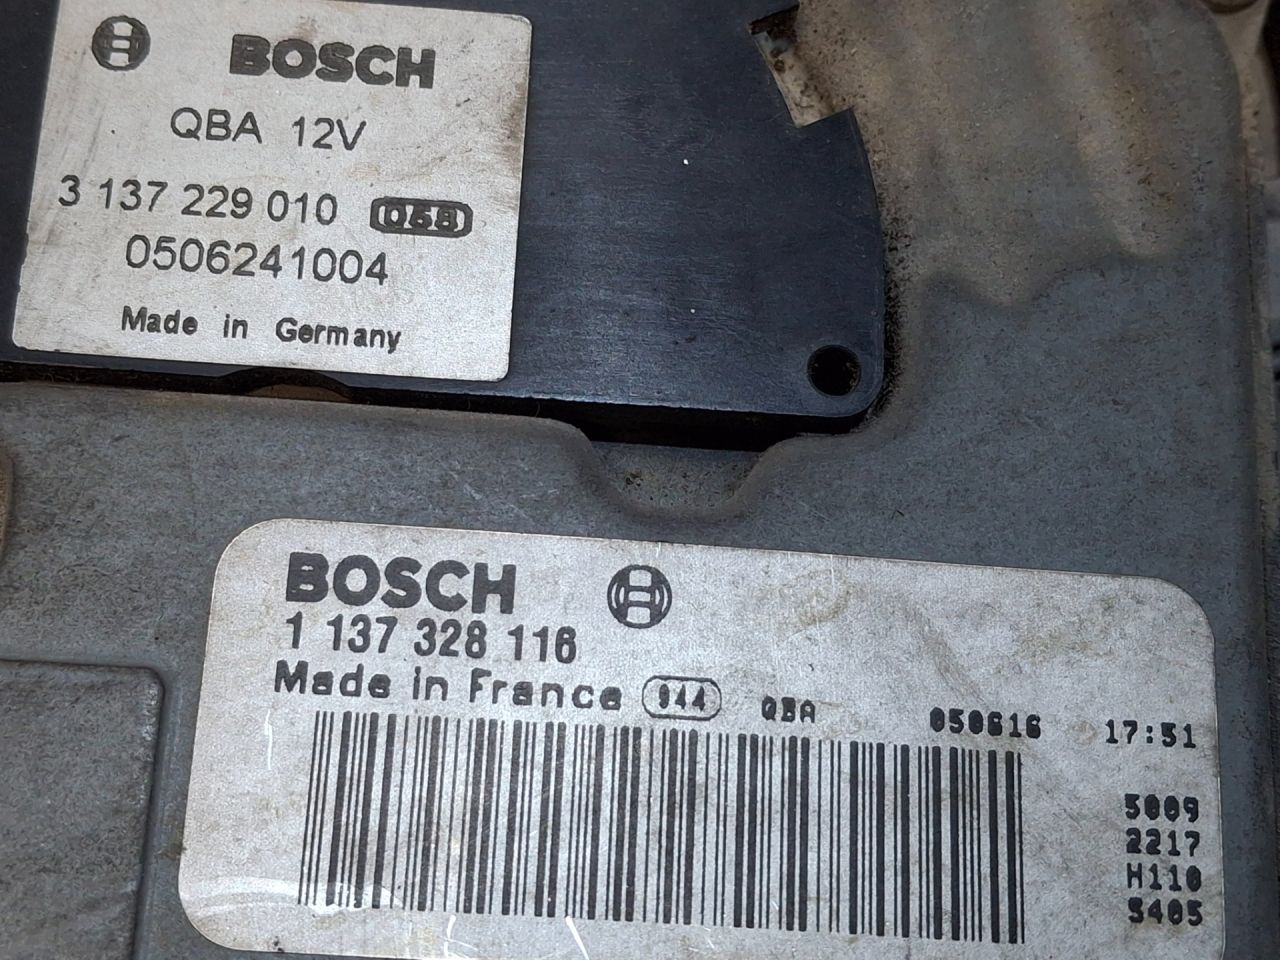 BOSCH
QBA 12V
3 137 229 010 058
0506241004
Made in Germany
BOSCH
1 137 328 116
Made in France 944 QBA 050616 17:51
5009
2217
H110
5405